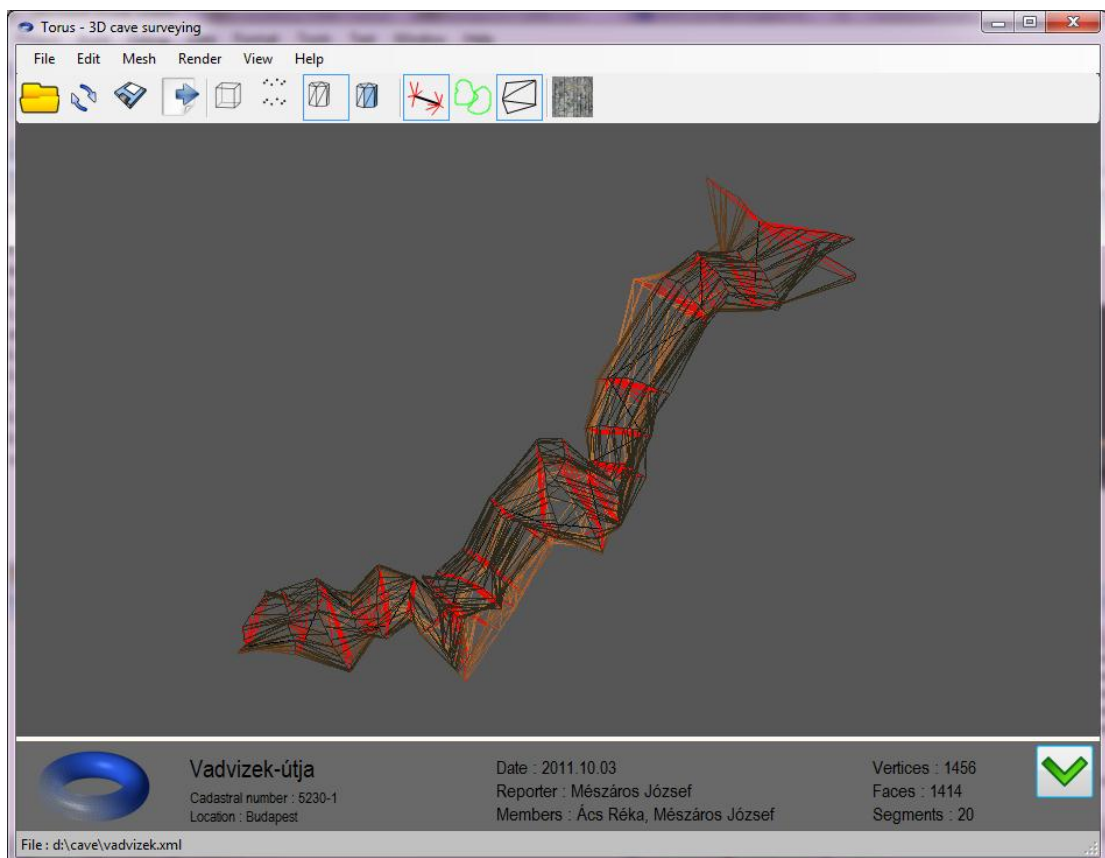 Torus - 3D cave surveying
File Edit Mesh Render View Help
Vadvizek-útja
Cadastral number : 5230-1
Location : Budapest
Date : 2011.10.03
Reporter : Mészáros József
Members : Ács Réka, Mészáros József
Vertices : 1456
Faces : 1414
Segments : 20
File : d:\cave\vadvizek.xml